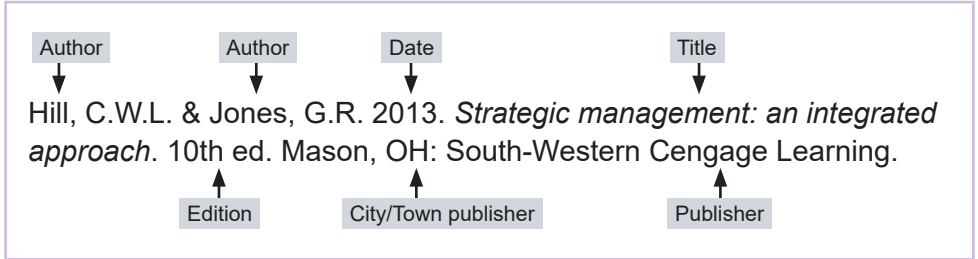 Author Author Date Title
Hill, C.W.L. & Jones, G.R. 2013. Strategic management: an integrated
approach. 10th ed. Mason, OH: South-Western Cengage Learning.
Edition City/Town publisher Publisher